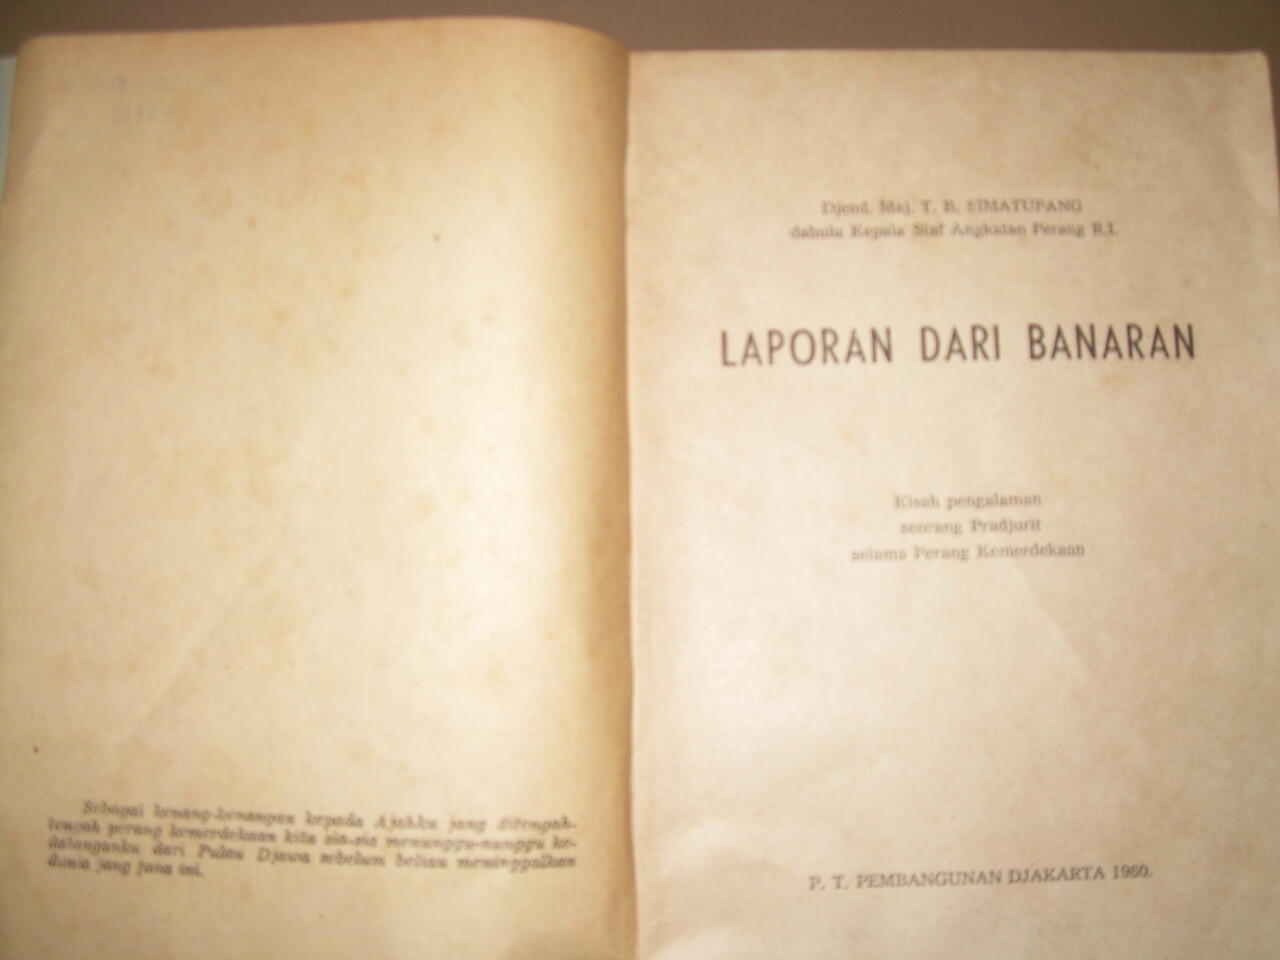 Sebagai kenang-kenangan kepada Ajahku jang ditengah-
tengah perang kemerdekaan kita sia-sia menunggu-nunggu ke-
datanganku dari Pulau Djawa sebelum beliau meninggalkan
dunia jang fana ini.
Djend. Maj. T. B. SIMATUPANG
dahulu Kepala Staf Angkatan Perang R.I.
LAPORAN DARI BANARAN
Kisah pengalaman
seorang Pradjurit
selama Perang Kemerdekaan
P. T. PEMBANGUNAN DJAKARTA 1960.